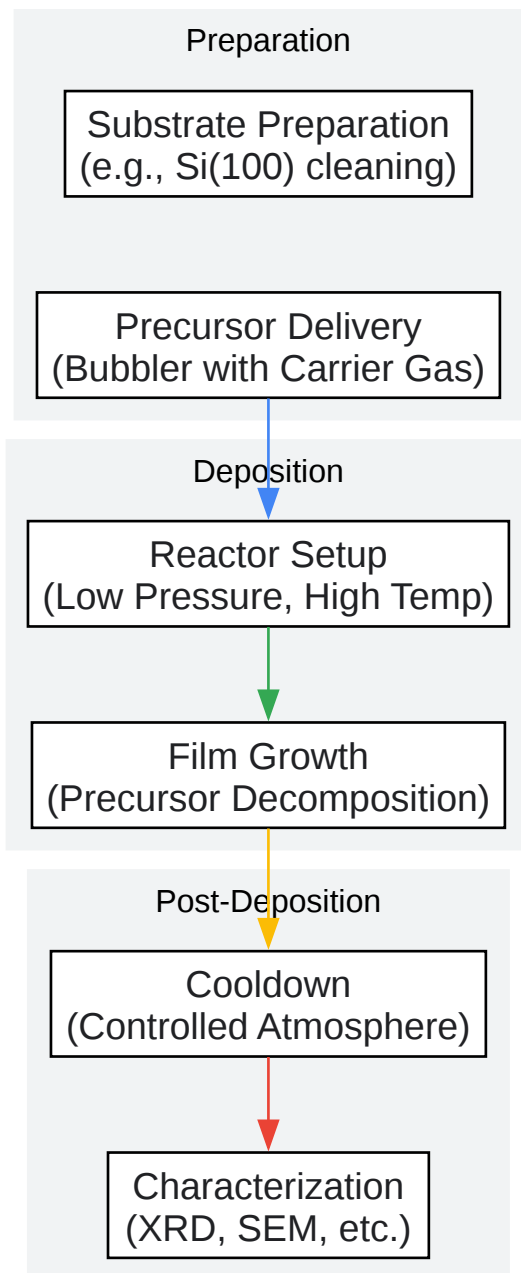 Preparation
Substrate Preparation
(e.g., Si(100) cleaning)
Precursor Delivery
(Bubbler with Carrier Gas)
Deposition
Reactor Setup
(Low Pressure, High Temp)
Film Growth
(Precursor Decomposition)
Post-Deposition
Cooldown
(Controlled Atmosphere)
Characterization
(XRD, SEM, etc.)